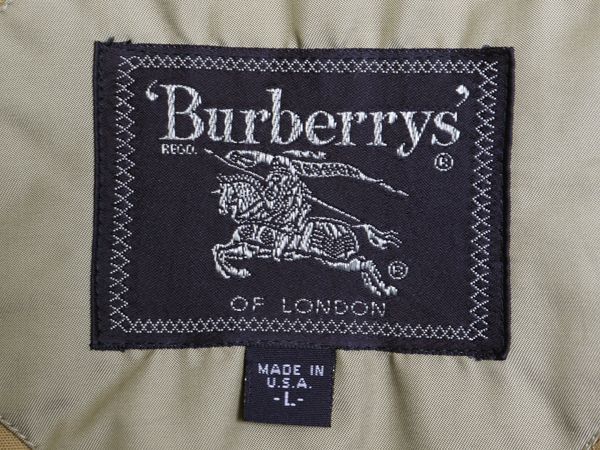 'Burberrys'
REGD. ®
®
OF LONDON
MADE IN
U.S.A.
-L-